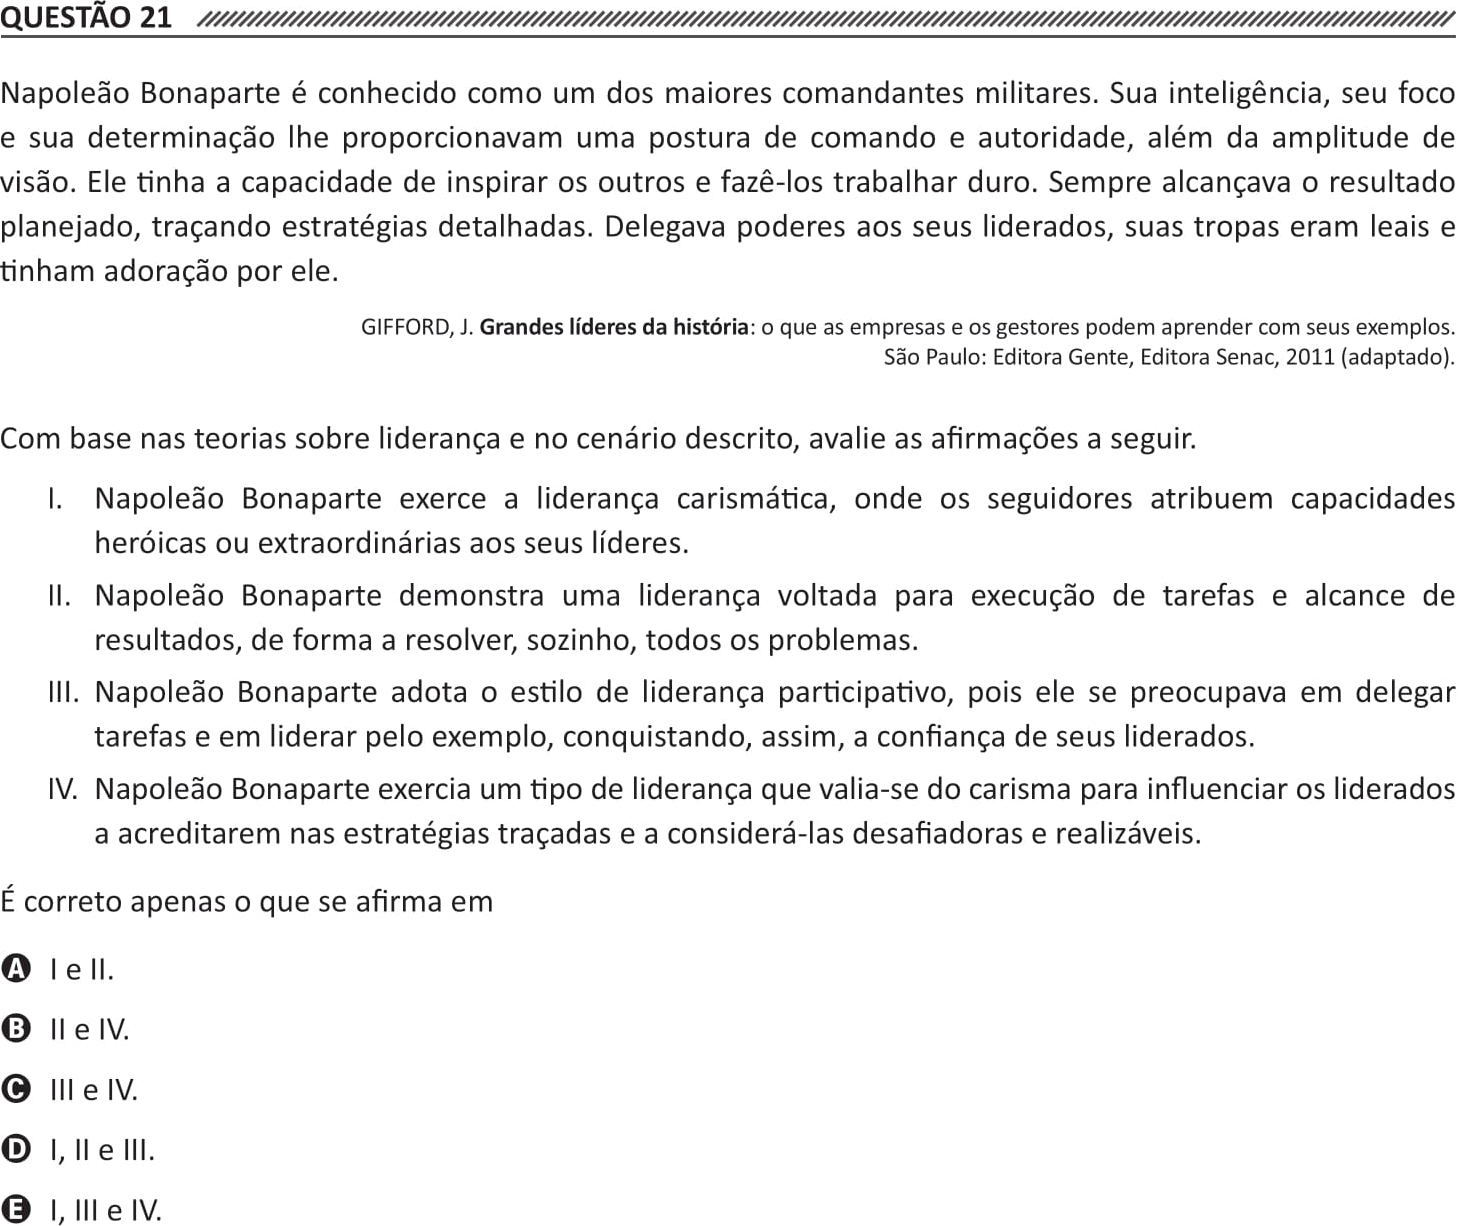 QUESTÃO 21
Napoleão Bonaparte é conhecido como um dos maiores comandantes militares. Sua inteligência, seu foco
e sua determinação lhe proporcionavam uma postura de comando e autoridade, além da amplitude de
visão. Ele tinha a capacidade de inspirar os outros e fazê-los trabalhar duro. Sempre alcançava o resultado
planejado, traçando estratégias detalhadas. Delegava poderes aos seus liderados, suas tropas eram leais e
tinham adoração por ele.
GIFFORD, J. Grandes líderes da história: o que as empresas e os gestores podem aprender com seus exemplos.
São Paulo: Editora Gente, Editora Senac, 2011 (adaptado).
Com base nas teorias sobre liderança e no cenário descrito, avalie as afirmações a seguir.
I. Napoleão Bonaparte exerce a liderança carismática, onde os seguidores atribuem capacidades
heróicas ou extraordinárias aos seus líderes.
II. Napoleão Bonaparte demonstra uma liderança voltada para execução de tarefas e alcance de
resultados, de forma a resolver, sozinho, todos os problemas.
III. Napoleão Bonaparte adota o estilo de liderança participativo, pois ele se preocupava em delegar
tarefas e em liderar pelo exemplo, conquistando, assim, a confiança de seus liderados.
IV. Napoleão Bonaparte exercia um tipo de liderança que valia-se do carisma para influenciar os liderados
a acreditarem nas estratégias traçadas e a considerá-las desafiadoras e realizáveis.
É correto apenas o que se afirma em
A I e II.
B II e IV.
C III e IV.
D I, II e III.
E I, III e IV.